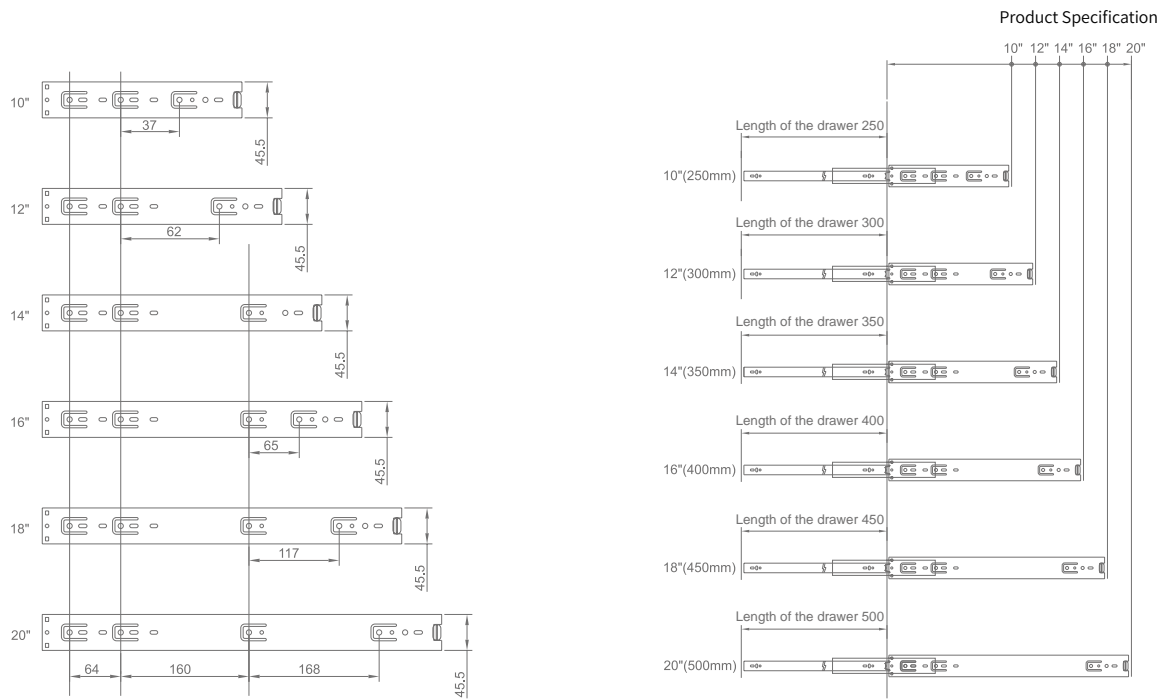 Product Specification
10" 12" 14" 16" 18" 20"
10"
37
45.5
12"
62
45.5
14"
45.5
16"
65
45.5
18"
117
45.5
20"
64 160 168
45.5
Length of the drawer 250
10"(250mm)
Length of the drawer 300
12"(300mm)
Length of the drawer 350
14"(350mm)
Length of the drawer 400
16"(400mm)
Length of the drawer 450
18"(450mm)
Length of the drawer 500
20"(500mm)